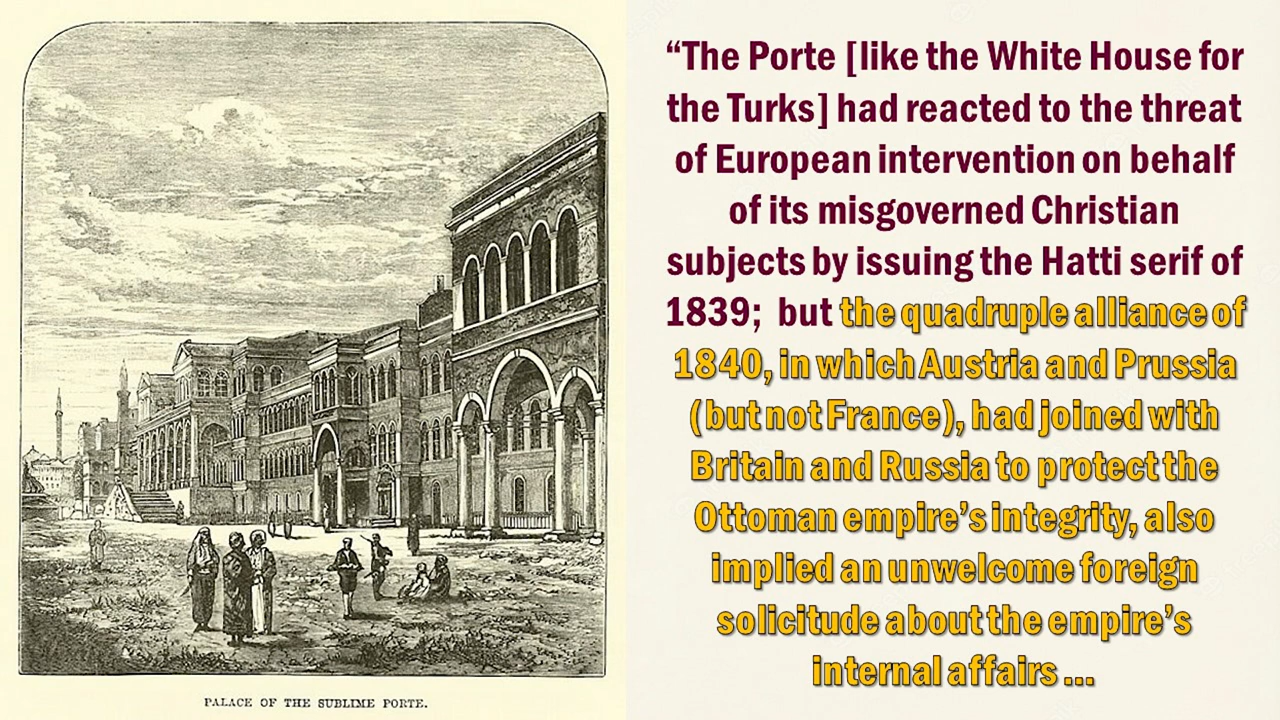 “The Porte [like the White House for
the Turks] had reacted to the threat
of European intervention on behalf
of its misgoverned Christian
subjects by issuing the Hatti serif of
1839; but the quadruple alliance of
1840, in which Austria and Prussia
(but not France), had joined with
Britain and Russia to protect the
Ottoman empire’s integrity, also
implied an unwelcome foreign
solicitude about the empire’s
internal affairs ...
PALACE OF THE SUBLIME PORTE.